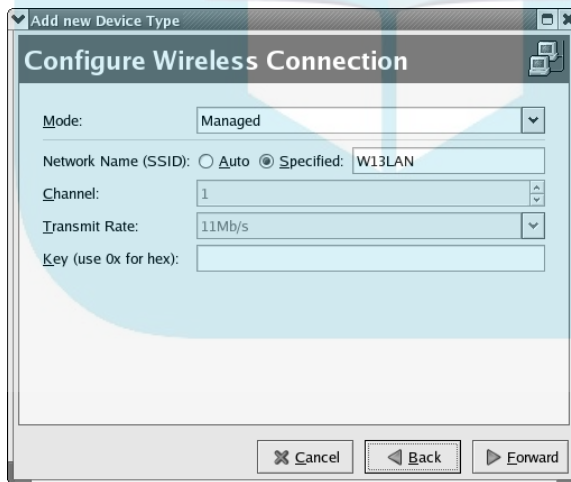 Add new Device Type
Configure Wireless Connection
Mode: Managed
Network Name (SSID): Auto Specified: W13LAN
Channel: 1
Transmit Rate: 11Mb/s
Key (use 0x for hex):
Cancel Back Forward